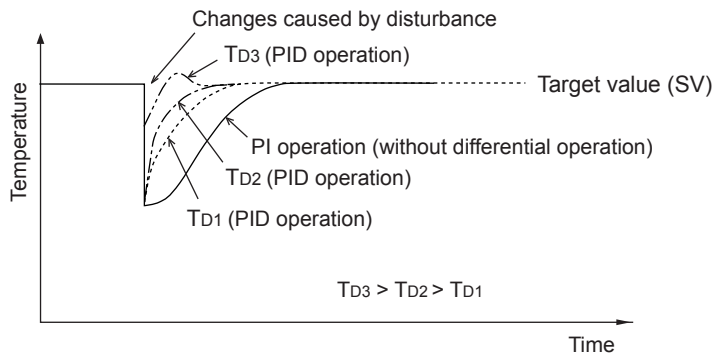 Changes caused by disturbance
TD3 (PID operation)
Target value (SV)
PI operation (without differential operation)
TD2 (PID operation)
TD1 (PID operation)
TD3 > TD2 > TD1
Temperature
Time